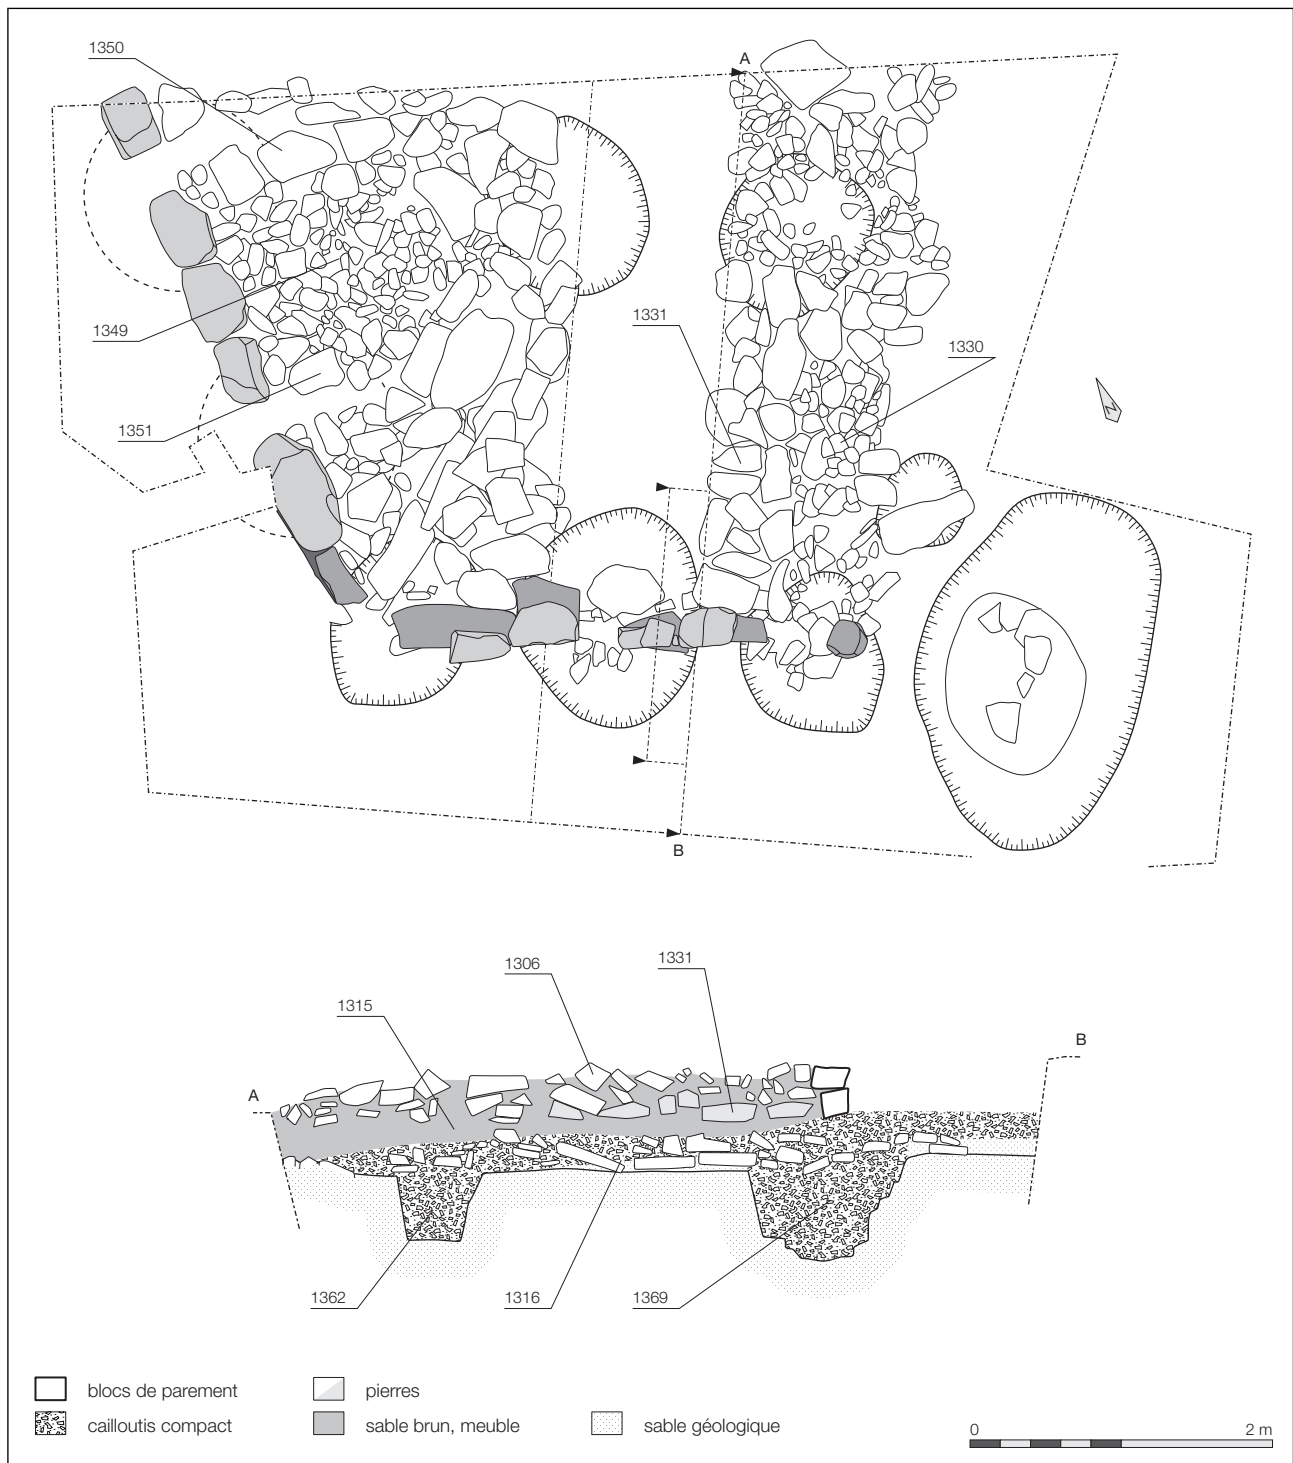 1350
A
1331
1330
1349
1351
N
B
1306
1331
1315
A
B
1362
1316
1369
blocs de parement
pierres
cailloutis compact
sable brun, meuble
sable géologique
0
2 m